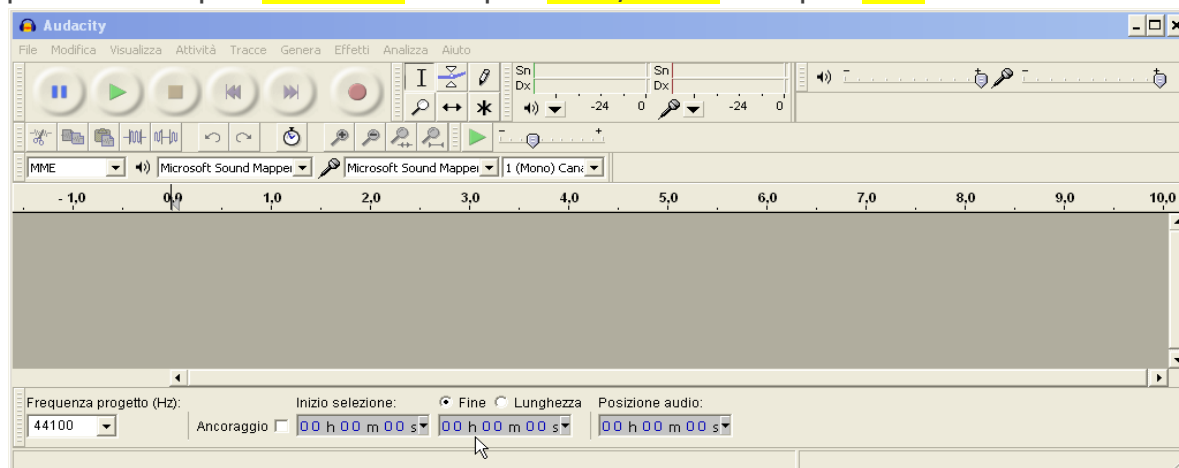 Audacity
File Modifica Visualizza Attività Tracce Genera Effetti Analizza Aiuto
Sn Sn
Dx Dx
-24 0 -24 0
MME Microsoft Sound Mapper Microsoft Sound Mapper 1 (Mono) Cana
- 1,0 0,0 1,0 2,0 3,0 4,0 5,0 6,0 7,0 8,0 9,0 10,0
Frequenza progetto (Hz): Inizio selezione: Fine Lunghezza Posizione audio:
44100 Ancoraggio 00 h 00 m 00 s 00 h 00 m 00 s 00 h 00 m 00 s